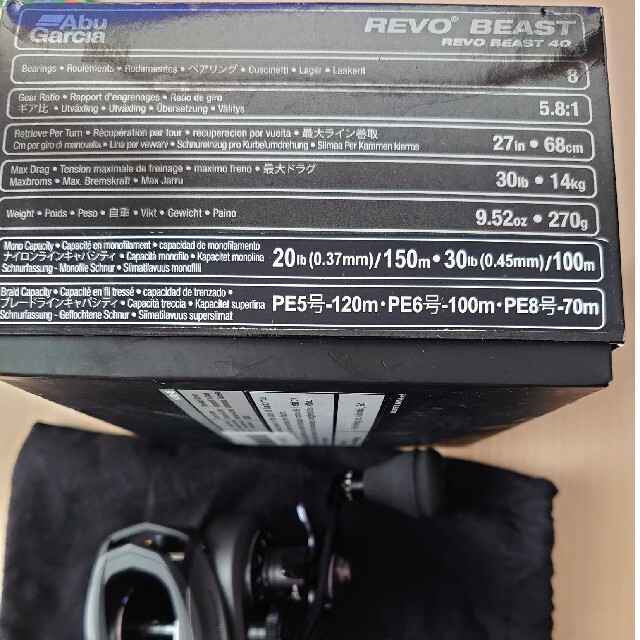 Abu
Garcia
REVO® BEAST
REVO BEAST 40
Bearings • Roulements • Rodamientos • ベアリング • Cuscinetti • Lager • Laakerit
8
Gear Ratio • Rapport d'engrenages • Ratio de giro
ギア比 • Utväxling • Utväxling • Übersetzung • Välitys
5.8:1
Retrieve Per Turn • Récupération par tour • recuperacion por vuelta • 最大ライン巻取
Cm per giro di manovella • Lina per vevvarv • Schnureinzug pro Kurbelumdrehung • Siimaa Per Kammen kierros
27in • 68cm
Max Drag • Tension maximale de freinage • maximo freno • 最大ドラグ
Maxbroms • Max. Bremskraft • Max Jarru
30lb • 14kg
Weight • Poids • Peso • 自重 • Vikt • Gewicht • Paino
9.52oz • 270g
Mono Capacity • Capacité en monofilament • capacidad de monofilamento
ナイロンラインキャパシティ • Capacità monofilo • Kapacitet monolina
Schnurfassung - Monofile Schnur • Siimatilavuus monofiili
20lb(0.37mm)/150m • 30lb(0.45mm)/100m
Braid Capacity • Capacité en fil tressé • capacidad de trenzado •
ブレードラインキャパシティ • Capacità treccia • Kapacitet superlina
Schnurfassung - Geflochtene Schnur • Siimatilavuus supersiimat
PE5号-120m・PE6号-100m・PE8号-70m